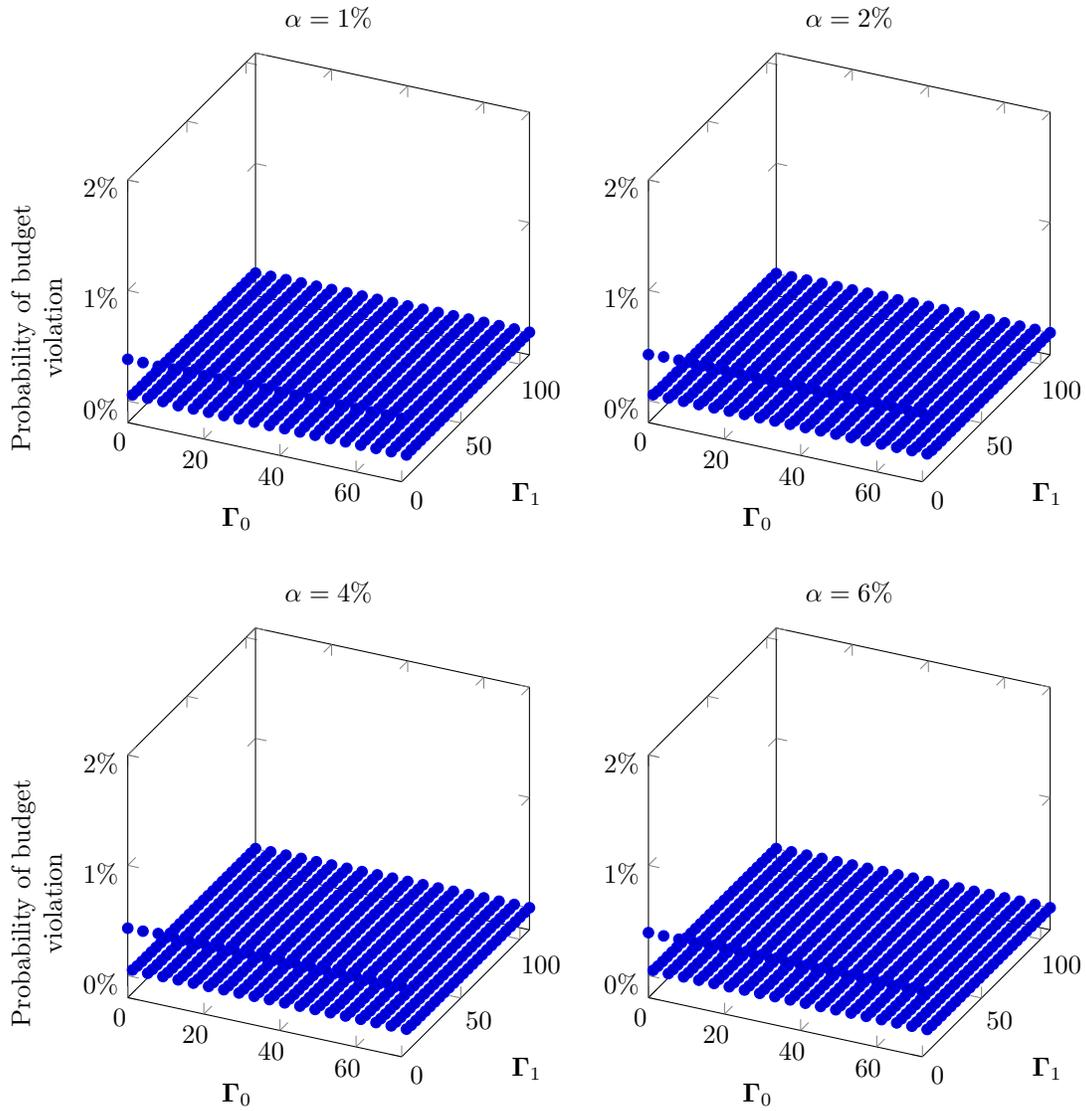 α = 1%
2%
1%
0%
Probability of budget
violation
0
20
40
60
Γ0
0
50
100
Γ1
α = 2%
2%
1%
0%
0
20
40
60
Γ0
0
50
100
Γ1
α = 4%
2%
1%
0%
Probability of budget
violation
0
20
40
60
Γ0
0
50
100
Γ1
α = 6%
2%
1%
0%
0
20
40
60
Γ0
0
50
100
Γ1